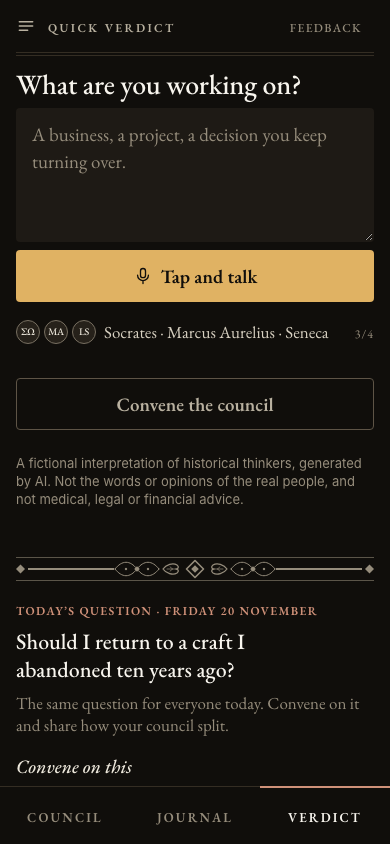 QUICK VERDICT
FEEDBACK
What are you working on?
A business, a project, a decision you keep
turning over.
Tap and talk
ΣΩ MA LS Socrates · Marcus Aurelius · Seneca 3/4
Convene the council
A fictional interpretation of historical thinkers, generated
by AI. Not the words or opinions of the real people, and
not medical, legal or financial advice.
TODAY'S QUESTION · FRIDAY 20 NOVEMBER
Should I return to a craft I
abandoned ten years ago?
The same question for everyone today. Convene on it
and share how your council split.
Convene on this
COUNCIL JOURNAL VERDICT